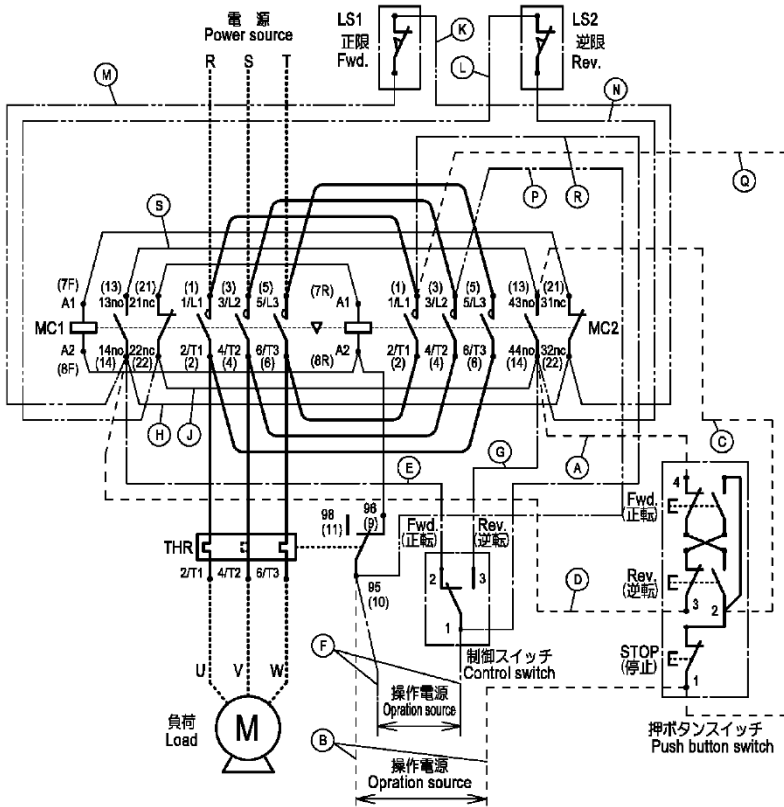 電 源
Power source
R S T
LS1
正限
Fwd.
LS2
逆限
Rev.
K
L
M
N
P
R
Q
S
(7F)
A1
(13)
13no
(21)
21nc
(1)
1/L1
(3)
3/L2
(5)
5/L3
(7R)
A1
(1)
1/L1
(3)
3/L2
(5)
5/L3
(13)
43no
(21)
31nc
MC1
MC2
A2
(8F)
14no
(14)
22nc
(22)
2/T1
(2)
4/T2
(4)
6/T3
(6)
A2
(8R)
2/T1
(2)
4/T2
(4)
6/T3
(6)
44no
(14)
32nc
(22)
H
J
C
G
A
E
98
(11)
96
(9)
Fwd.
(正転)
Rev.
(逆転)
4
Fwd.
(正転)
THR
2/T1 4/T2 6/T3
95
(10)
2
3
1
D
Rev.
(逆転)
3
2
制御スイッチ
Control switch
STOP
(停止)
1
U V W
F
操作電源
Opration source
負荷
Load
M
B
操作電源
Opration source
押ボタンスイッチ
Push button switch